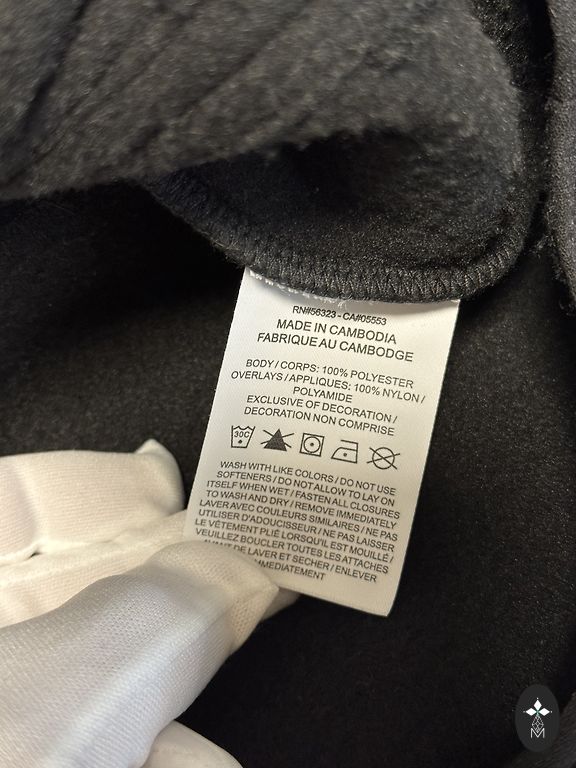 RN#56323 - CA#05553
MADE IN CAMBODIA
FABRIQUE AU CAMBODGE
BODY / CORPS: 100% POLYESTER
OVERLAYS / APPLIQUES: 100% NYLON /
POLYAMIDE
EXCLUSIVE OF DECORATION /
DECORATION NON COMPRISE
30C
WASH WITH LIKE COLORS / DO NOT USE
SOFTENERS / DO NOT ALLOW TO LAY ON
ITSELF WHEN WET / FASTEN ALL CLOSURES
TO WASH AND DRY / REMOVE IMMEDIATELY
LAVER AVEC COULEURS SIMILAIRES / NE PAS
UTILISER D'ADOUCISSEUR / NE PAS LAISSER
LE VÊTEMENT PLIÉ LORSQU'IL EST MOUILLÉ /
VEUILLEZ BOUCLER TOUTES LES ATTACHES
AVANT DE LAVER ET SECHER / ENLEVER
IMMEDIATEMENT
M